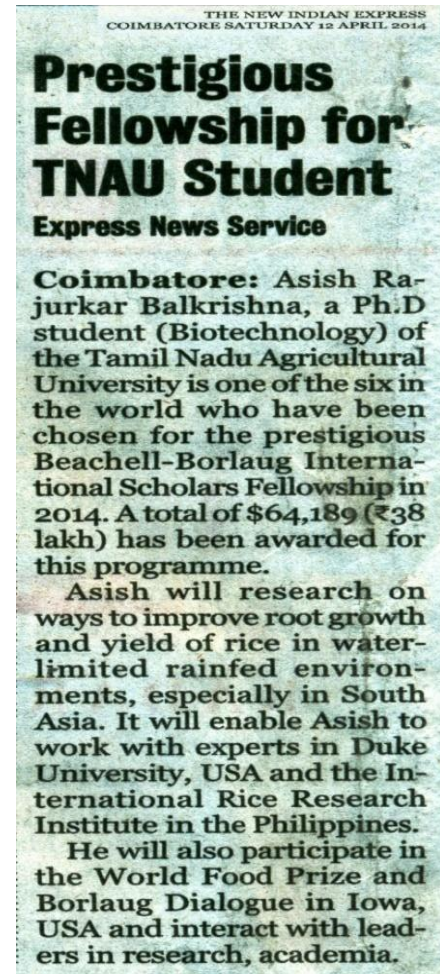 THE NEW INDIAN EXPRESS
COIMBATORE SATURDAY 12 APRIL 2014
Prestigious
Fellowship for
TNAU Student
Express News Service
Coimbatore: Asish Ra-
jurkar Balkrishna, a Ph.D
student (Biotechnology) of
the Tamil Nadu Agricultural
University is one of the six in
the world who have been
chosen for the prestigious
Beachell-Borlaug Interna-
tional Scholars Fellowship in
2014. A total of $64,189 (₹38
lakh) has been awarded for
this programme.
Asish will research on
ways to improve root growth
and yield of rice in water-
limited rainfed environ-
ments, especially in South
Asia. It will enable Asish to
work with experts in Duke
University, USA and the In-
ternational Rice Research
Institute in the Philippines.
He will also participate in
the World Food Prize and
Borlaug Dialogue in Iowa,
USA and interact with lead-
ers in research, academia.